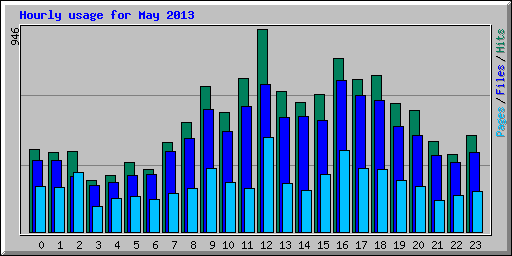 Hourly usage for May 2013
946
Pages / Files / Hits
0 1 2 3 4 5 6 7 8 9 10 11 12 13 14 15 16 17 18 19 20 21 22 23